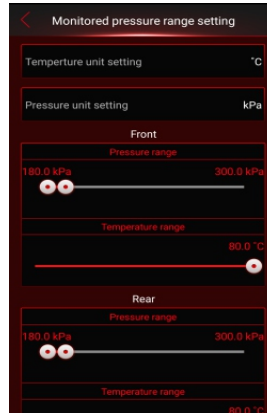 Monitored pressure range setting
Temperture unit setting °C
Pressure unit setting kPa
Front
Pressure range
180.0 kPa 300.0 kPa
Temperature range
80.0 °C
Rear
Pressure range
180.0 kPa 300.0 kPa
Temperature range
80.0 °C